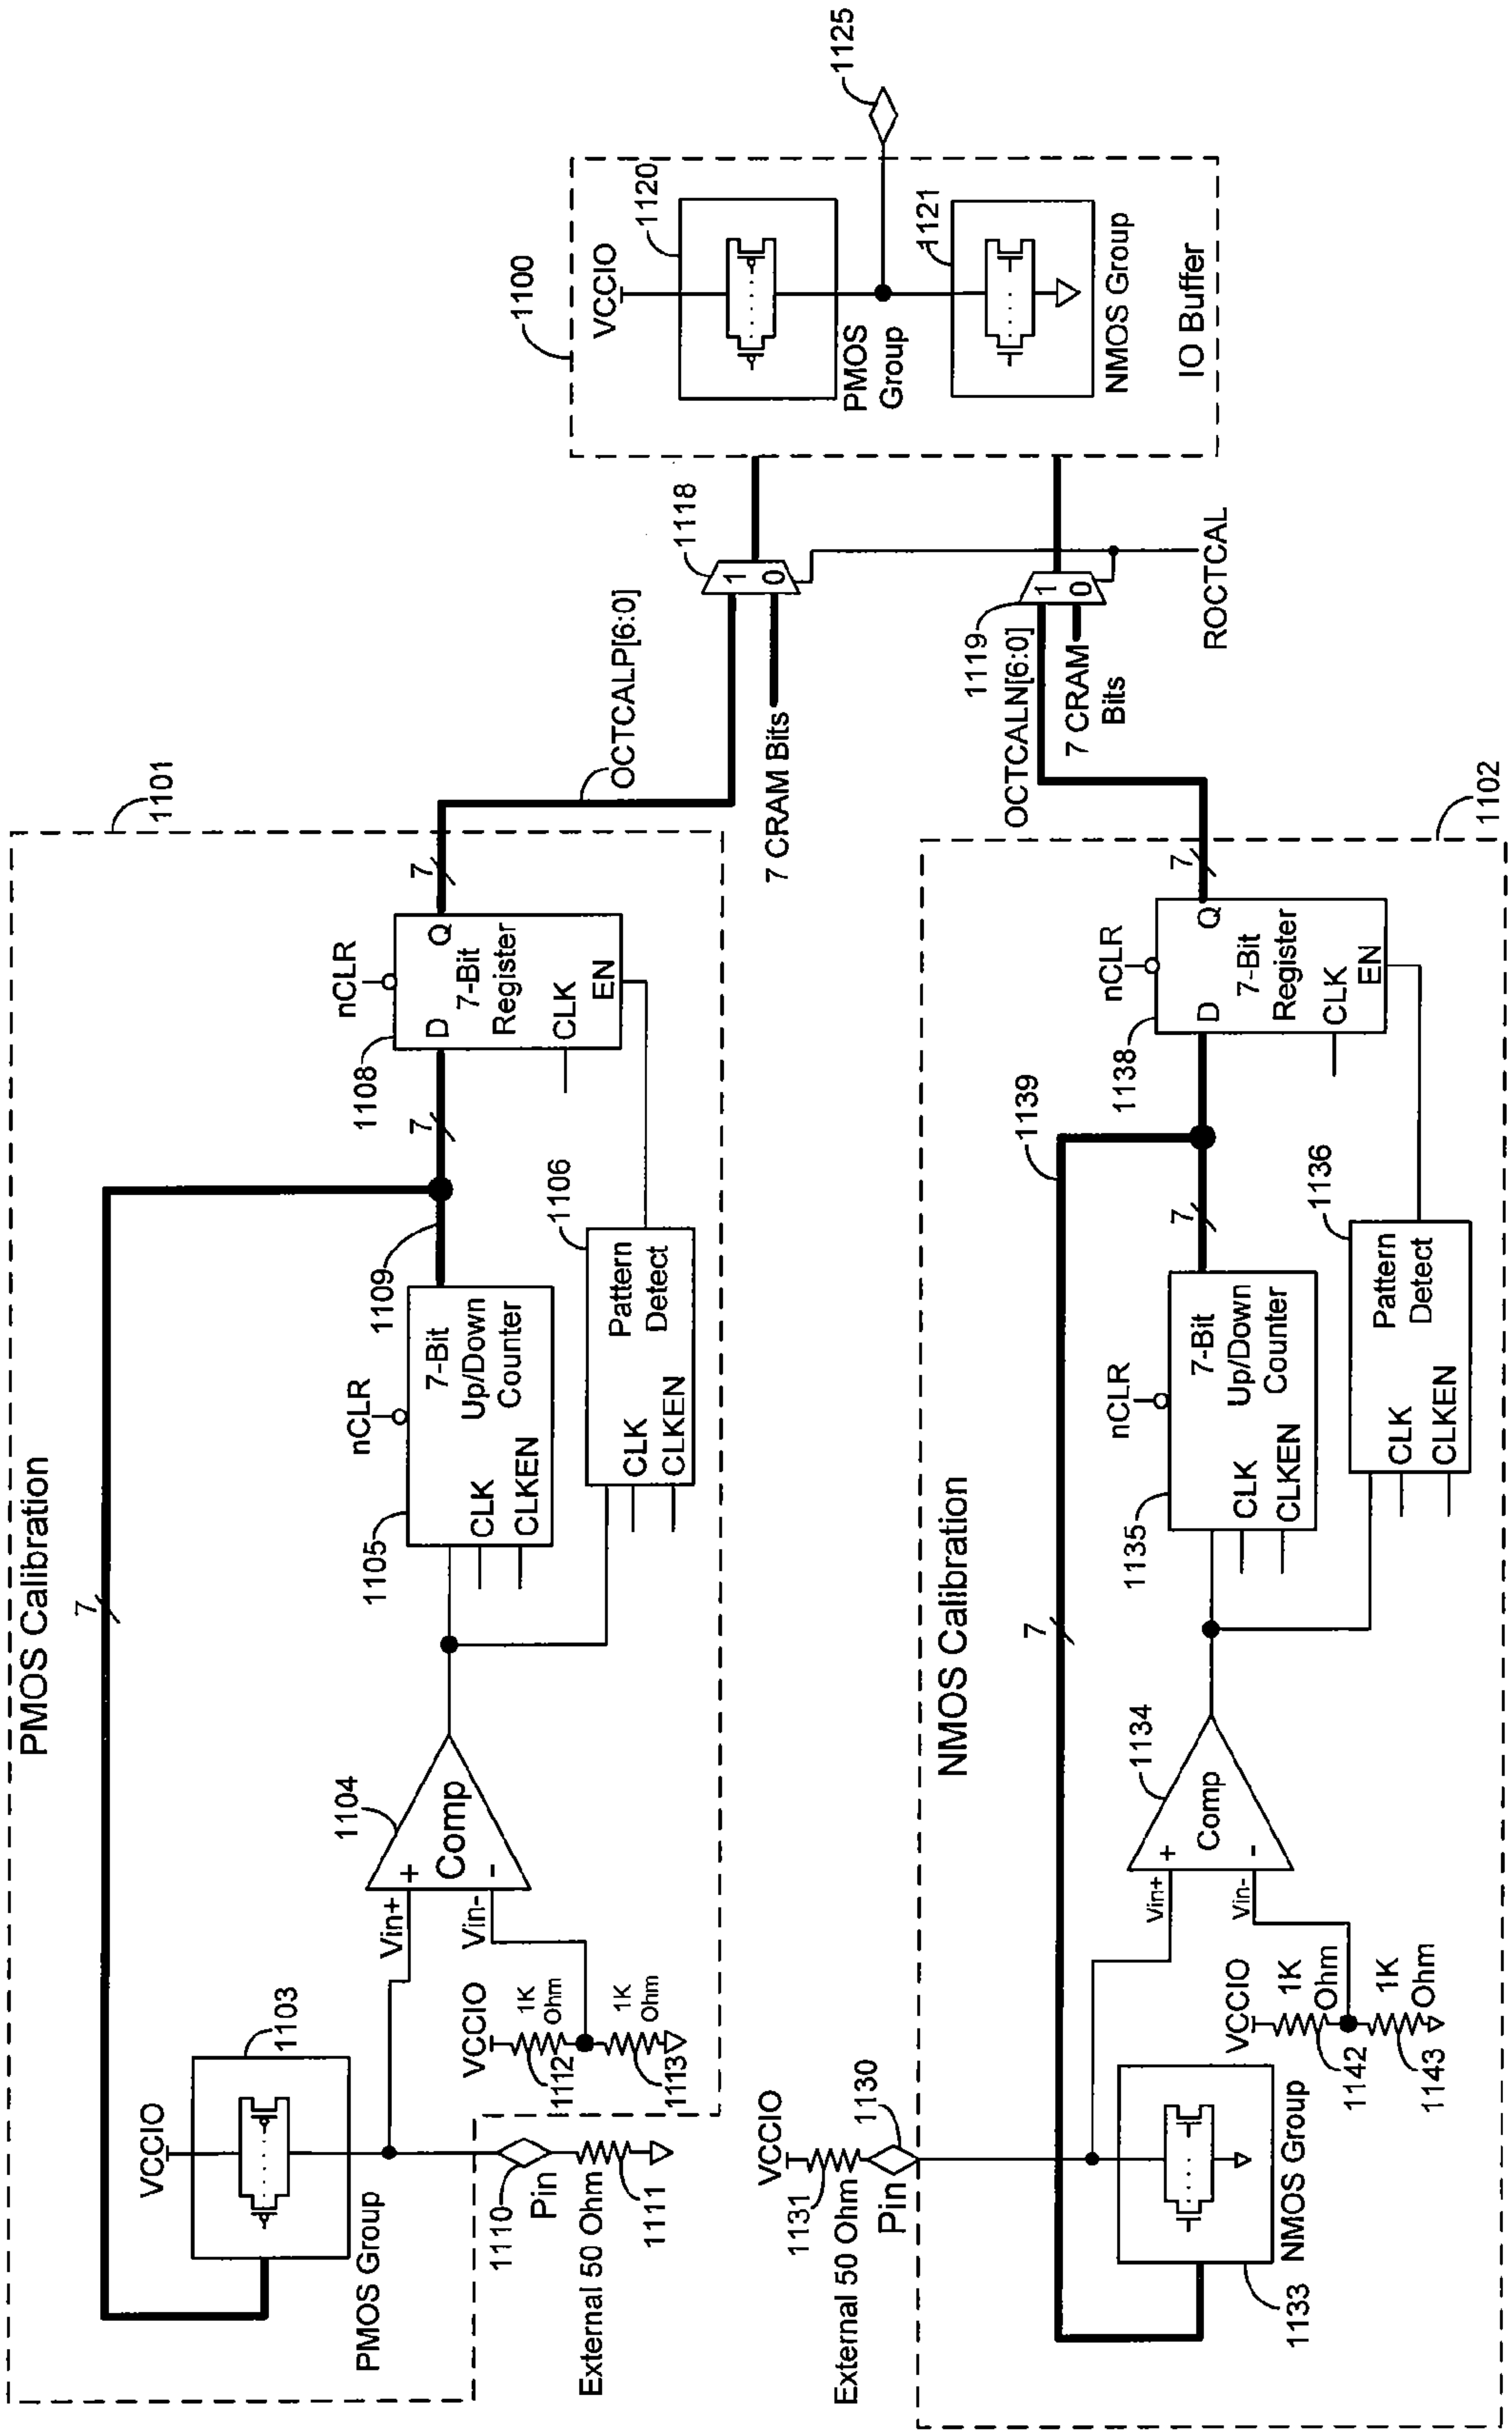 PMOS Calibration
1101
7
VCCIO
1103
PMOS Group
1110
Pin
External 50 Ohm
1111
VCCIO
1K
Ohm
1K
Ohm
1112
1113
Vin+
Vin-
1104
+
-
Comp
1105
nCLR
7-Bit
Up/Down
Counter
CLK
CLKEN
1109
1106
Pattern
Detect
CLK
CLKEN
7
1108
nCLR
D
Q
7-Bit
Register
CLK
EN
7
OCTCALP[6:0]
7 CRAM Bits
1118
1
0
1100
VCCIO
1120
PMOS
Group
1121
NMOS Group
IO Buffer
1125
NMOS Calibration
1102
VCCIO
1131
External 50 Ohm
Pin
1130
7
1139
NMOS Group
1133
VCCIO
1K
Ohm
1K
Ohm
1142
1143
Vin+
Vin-
1134
+
-
Comp
1135
nCLR
7-Bit
Up/Down
Counter
CLK
CLKEN
7
1136
Pattern
Detect
CLK
CLKEN
1138
nCLR
D
Q
7-Bit
Register
CLK
EN
7
OCTCALN[6:0]
7 CRAM
Bits
1119
1
0
ROCTCAL